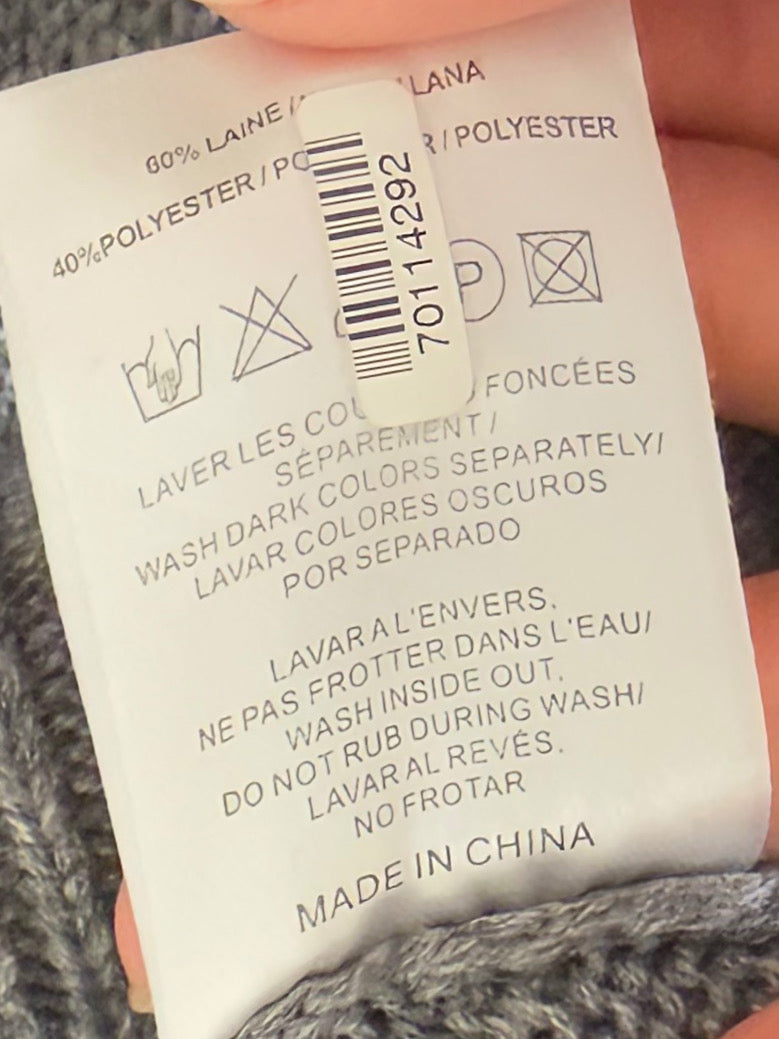 60% LAINE / LANA
40%POLYESTER / PO R / POLYESTER
70114292
P
LAVER LES COU FONCÉES
SÉPAREMENT/
WASH DARK COLORS SEPARATELY/
LAVAR COLORES OSCUROS
POR SEPARADO
LAVAR A L'ENVERS.
NE PAS FROTTER DANS L'EAU/
WASH INSIDE OUT.
DO NOT RUB DURING WASH/
LAVAR AL REVÉS.
NO FROTAR
MADE IN CHINA